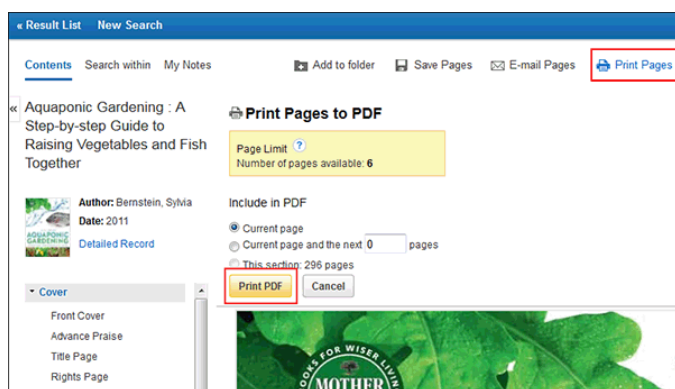 « Result List New Search
Contents Search within My Notes
Add to folder Save Pages E-mail Pages Print Pages
«
Aquaponic Gardening : A
Step-by-step Guide to
Raising Vegetables and Fish
Together
AQUAPONIC
GARDENING
Author: Bernstein, Sylvia
Date: 2011
Detailed Record
Cover
Front Cover
Advance Praise
Title Page
Rights Page
Print Pages to PDF
Page Limit ?
Number of pages available: 6
Include in PDF
Current page
Current page and the next 0 pages
This section: 296 pages
Print PDF Cancel
BOOKS FOR WISER LIVING
MOTHER